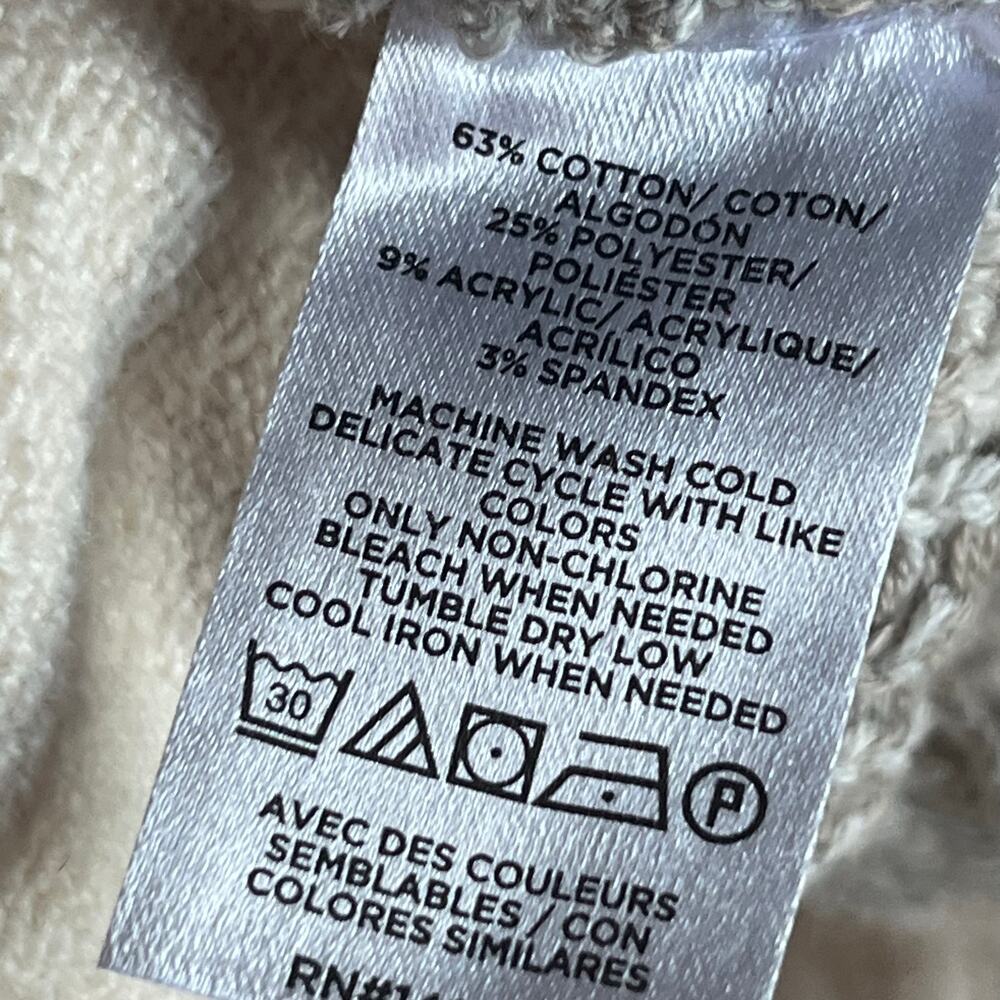 63% COTTON/ COTON/
ALGODÓN
25% POLYESTER/
POLIÉSTER
9% ACRYLIC/ ACRYLIQUE/
ACRÍLICO
3% SPANDEX
MACHINE WASH COLD
DELICATE CYCLE WITH LIKE
COLORS
ONLY NON-CHLORINE
BLEACH WHEN NEEDED
TUMBLE DRY LOW
COOL IRON WHEN NEEDED
30 P
AVEC DES COULEURS
SEMBLABLES / CON
COLORES SIMILARES